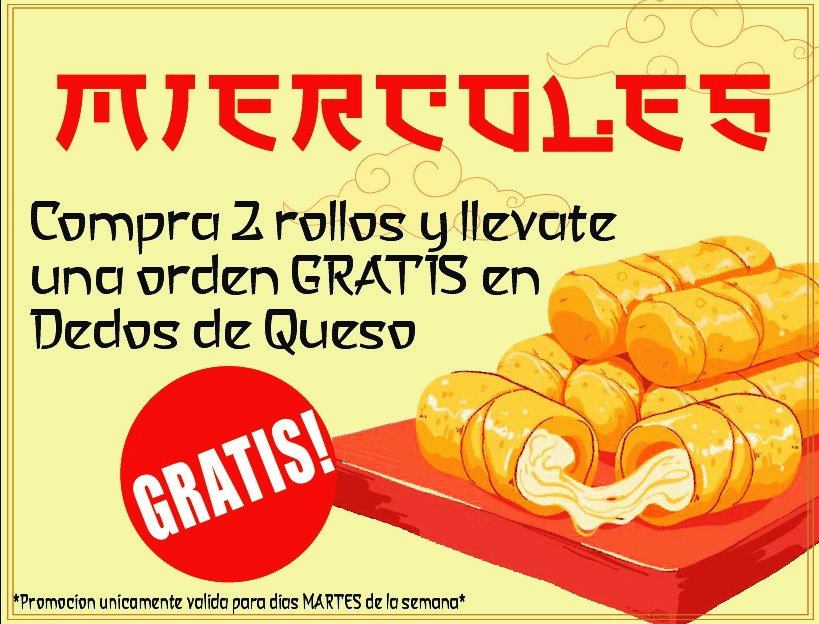 MIERCOLES
Compra 2 rollos y llevate
una orden GRATIS en
Dedos de Queso
GRATIS!
*Promocion unicamente valida para dias MARTES de la semana*